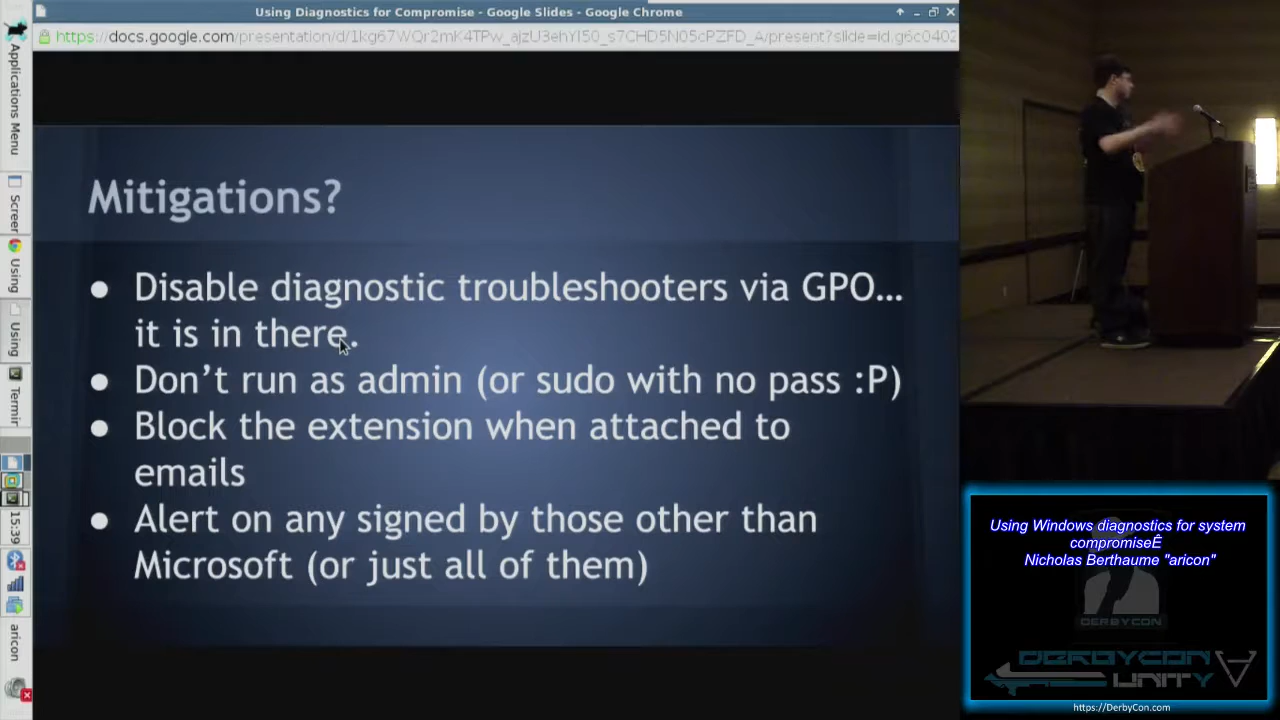 Using Diagnostics for Compromise - Google Slides - Google Chrome
https://docs.google.com/presentation/d/1kg67WQr2mK4TPw_ajzU3ehYI50_s7CHD5N05cPZFD_A/present?slide=id.g6c0402
Applications Menu
Screer
Using
Using
Termir
15:39
aricon
Mitigations?
● Disable diagnostic troubleshooters via GPO...
it is in there.
● Don't run as admin (or sudo with no pass :P)
● Block the extension when attached to
emails
● Alert on any signed by those other than
Microsoft (or just all of them)
Using Windows diagnostics for system
compromiseÊ
Nicholas Berthaume "aricon"
DERBYCON
DERBYCON
UNITY
https://DerbyCon.com